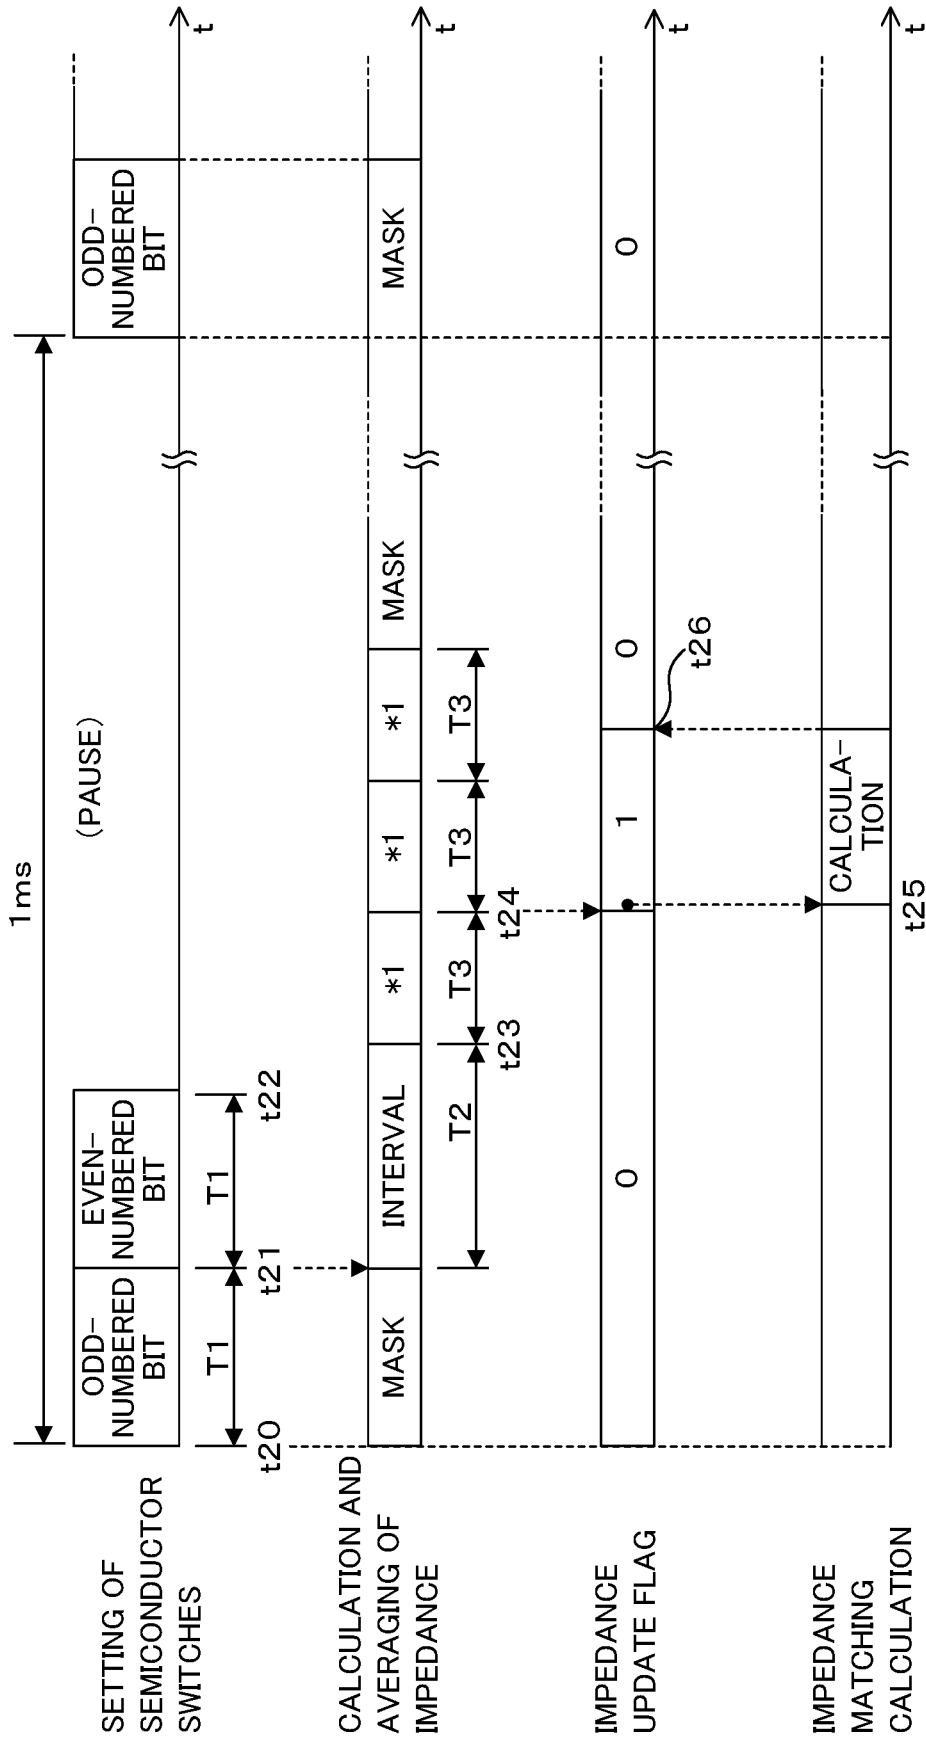 1ms
SETTING OF
SEMICONDUCTOR
SWITCHES
ODD-
NUMBERED
BIT
EVEN-
NUMBERED
BIT
(PAUSE)
ODD-
NUMBERED
BIT
t
T1
T1
t20
t21
t22
CALCULATION AND
AVERAGING OF
IMPEDANCE
MASK
INTERVAL
*1
*1
*1
MASK
MASK
t
T2
T3
T3
T3
t23
t24
IMPEDANCE
UPDATE FLAG
0
1
0
0
t
t26
IMPEDANCE
MATCHING
CALCULATION
CALCULA-
TION
t
t25